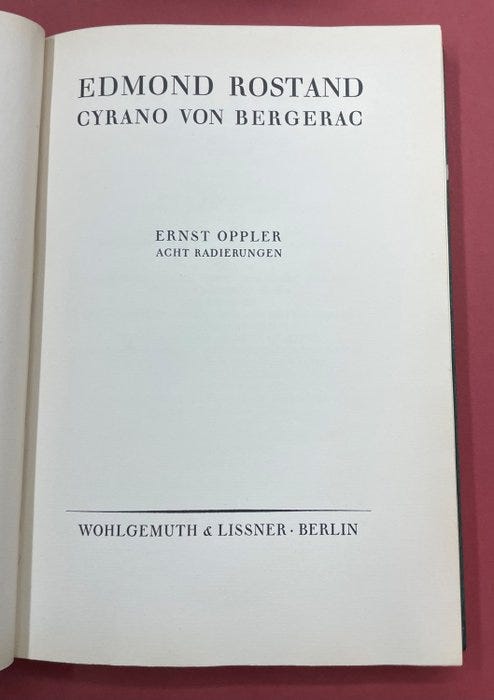 EDMOND ROSTAND
CYRANO VON BERGERAC
ERNST OPPLER
ACHT RADIERUNGEN
WOHLGEMUTH & LISSNER · BERLIN